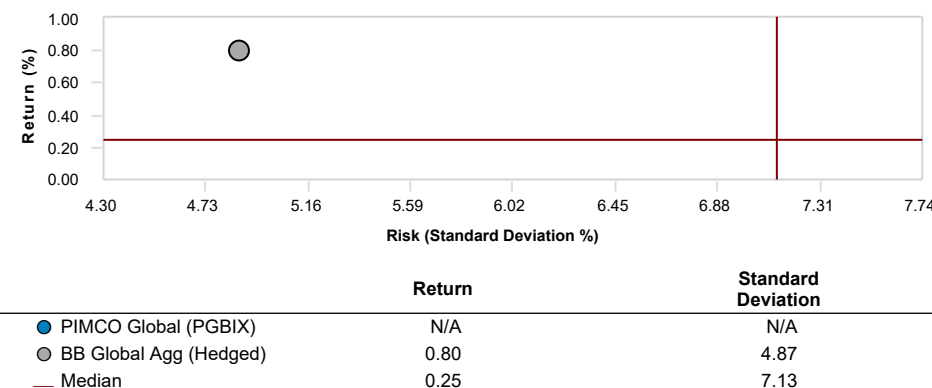 1.00
0.80
0.60
0.40
0.20
0.00
Return (%)
4.30 4.73 5.16 5.59 6.02 6.45 6.88 7.31 7.74
Risk (Standard Deviation %)
Return Standard Deviation
PIMCO Global (PGBIX) N/A N/A
BB Global Agg (Hedged) 0.80 4.87
Median 0.25 7.13